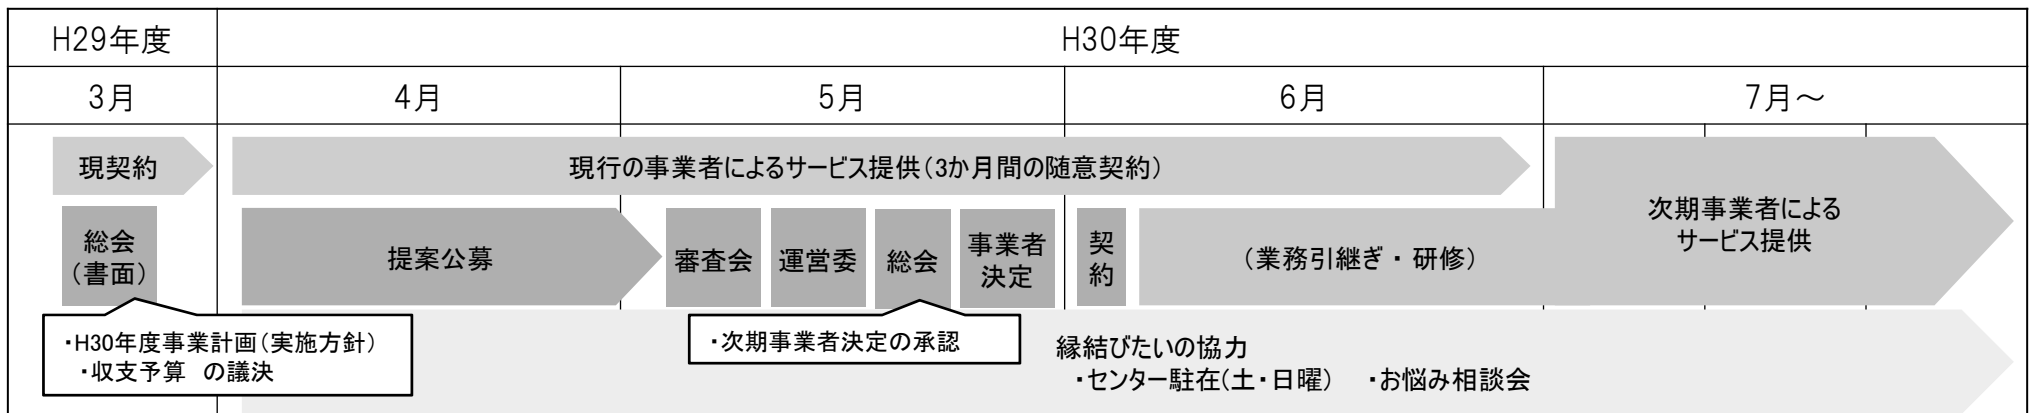 H29年度
H30年度
3月
4月
5月
6月
7月～
現契約
現行の事業者によるサービス提供（3か月間の随意契約）
次期事業者による
サービス提供
総会
（書面）
提案公募
審査会
運営委
総会
事業者
決定
契
約
（業務引継ぎ・研修）
・H30年度事業計画（実施方針）
・収支予算　の議決
・次期事業者決定の承認
縁結びたいの協力
・センター駐在(土・日曜)　・お悩み相談会